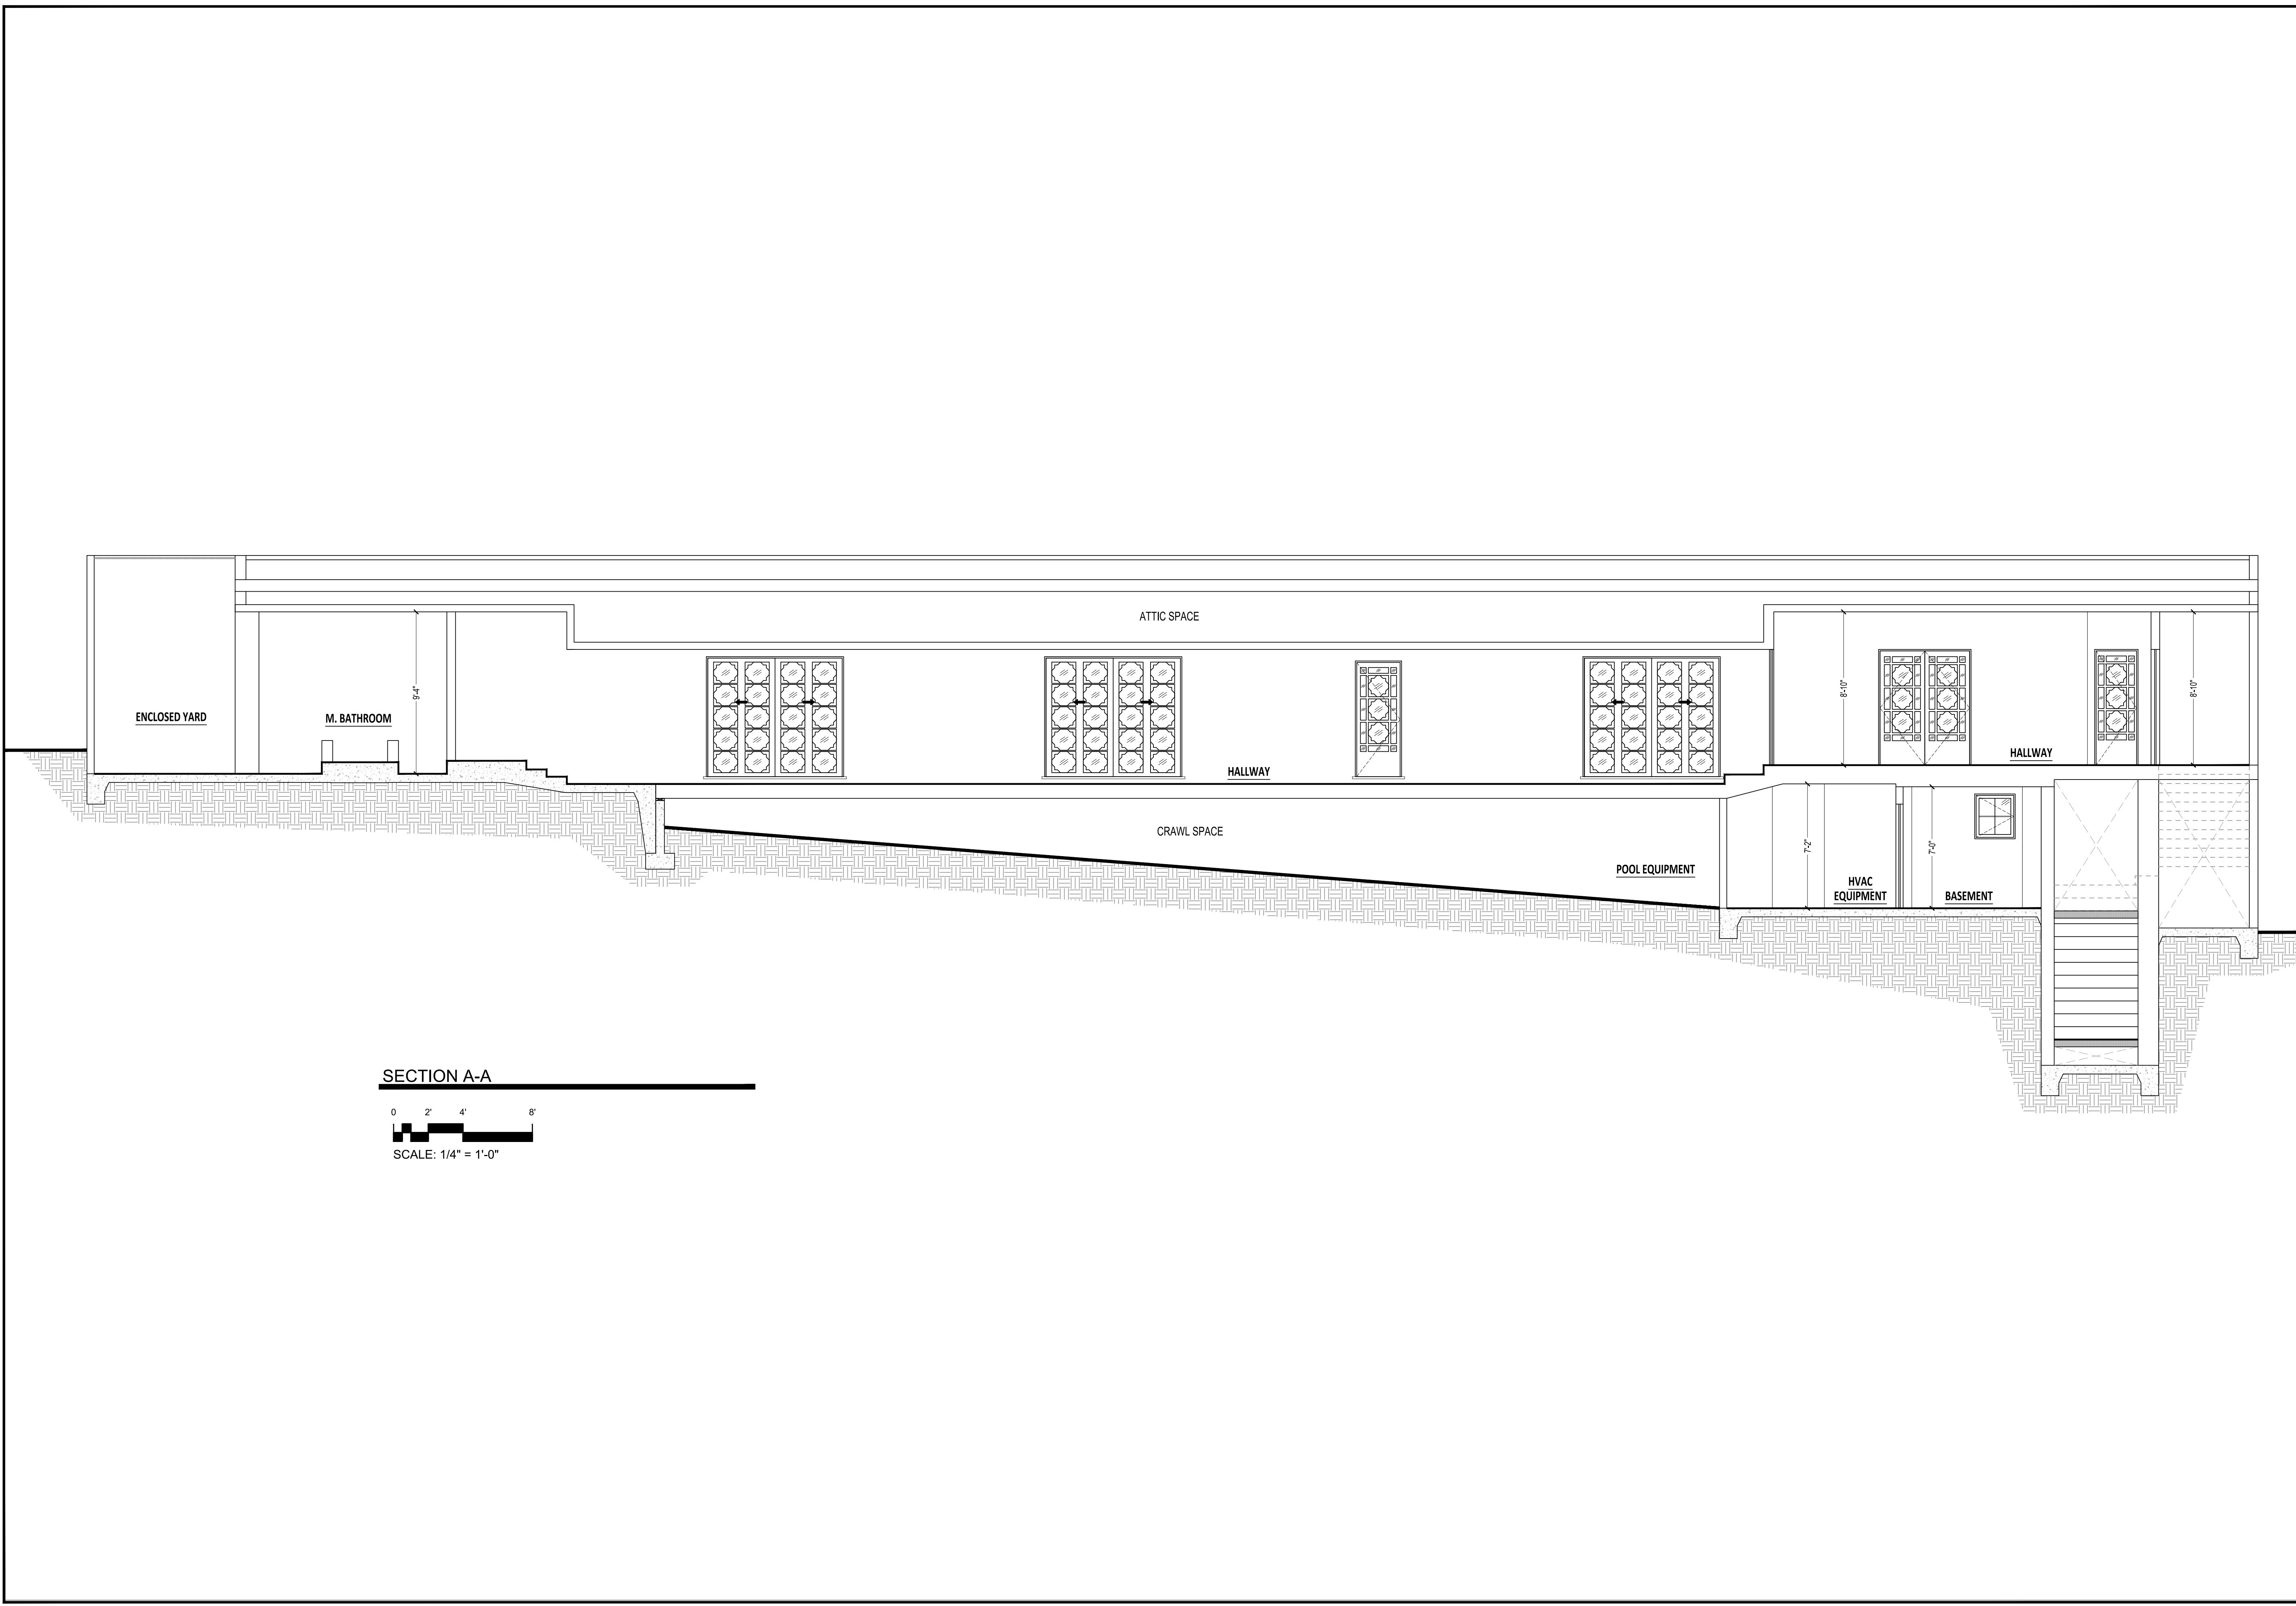 ATTIC SPACE
9'-4"
8'-10"
8'-10"
ENCLOSED YARD
M. BATHROOM
HALLWAY
HALLWAY
CRAWL SPACE
7'-2"
7'-0"
POOL EQUIPMENT
HVAC
EQUIPMENT
BASEMENT
SECTION A-A
0 2' 4' 8'
SCALE: 1/4" = 1'-0"